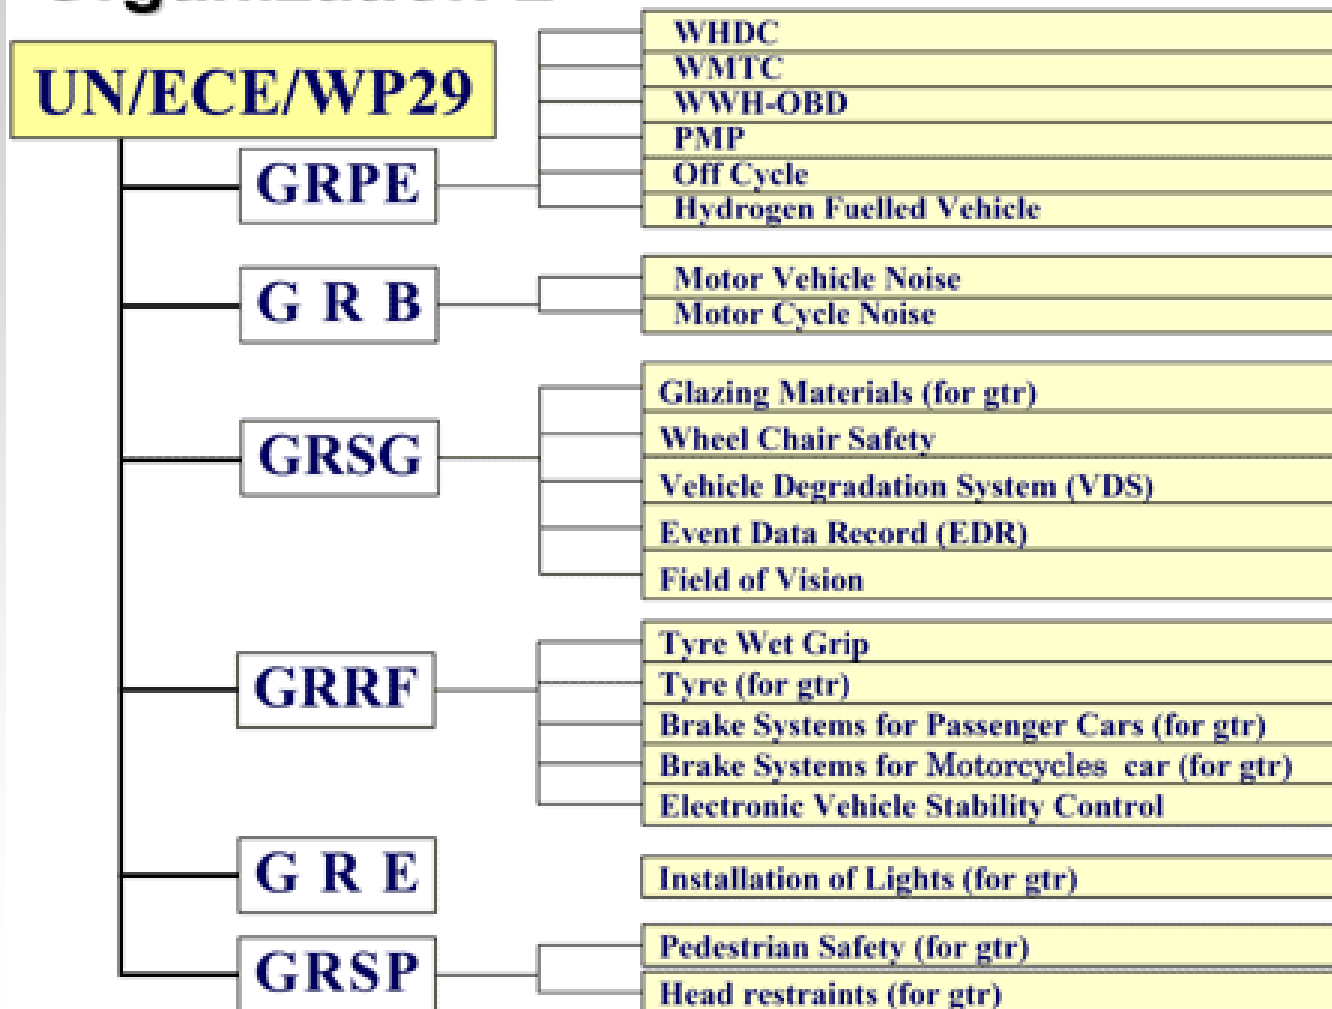 UN/ECE/WP29
GRPE
WHDC
WMTC
WWH-OBD
PMP
Off Cycle
Hydrogen Fuelled Vehicle
G R B
Motor Vehicle Noise
Motor Cycle Noise
GRSG
Glazing Materials (for gtr)
Wheel Chair Safety
Vehicle Degradation System (VDS)
Event Data Record (EDR)
Field of Vision
GRRF
Tyre Wet Grip
Tyre (for gtr)
Brake Systems for Passenger Cars (for gtr)
Brake Systems for Motorcycles car (for gtr)
Electronic Vehicle Stability Control
G R E
Installation of Lights (for gtr)
GRSP
Pedestrian Safety (for gtr)
Head restraints (for gtr)